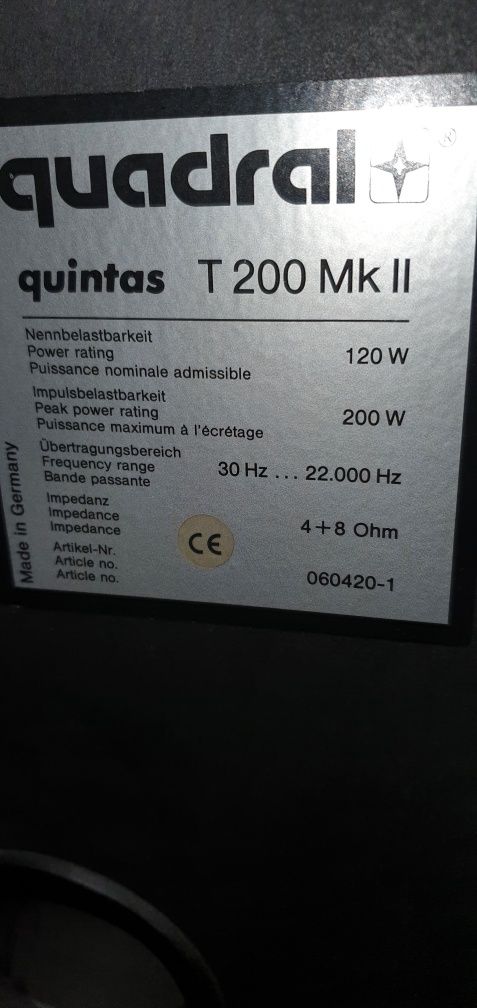 quadral ®
quintas T 200 Mk II
Nennbelastbarkeit
Power rating 120 W
Puissance nominale admissible
Impulsbelastbarkeit
Peak power rating 200 W
Puissance maximum à l'écrétage
Übertragungsbereich
Frequency range 30 Hz ... 22.000 Hz
Bande passante
Impedanz
Impedance 4+8 Ohm
Impedance
Artikel-Nr.
Article no. 060420-1
Article no.
CE
Made in Germany